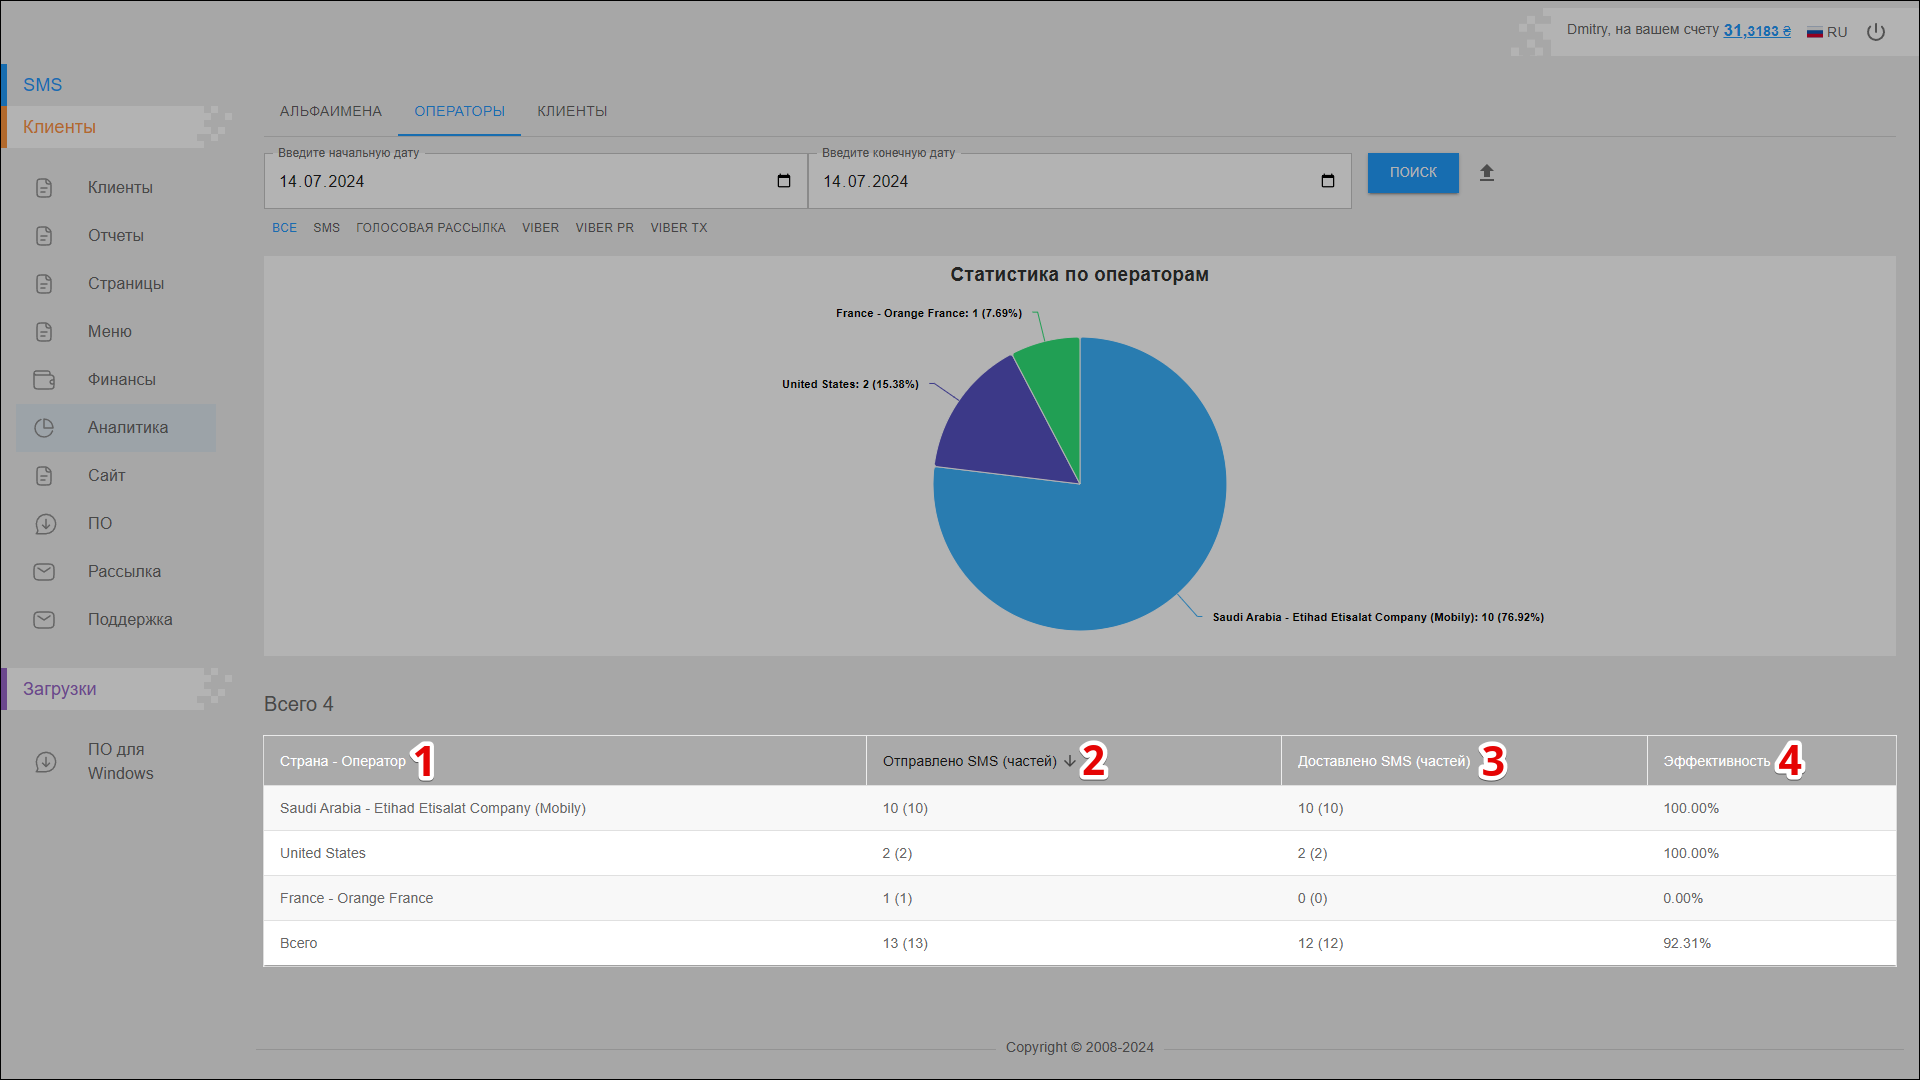 Dmitry, на вашем счету 31,3183 ₴ RU
SMS
Клиенты
Клиенты
Отчеты
Страницы
Меню
Финансы
Аналитика
Сайт
ПО
Рассылка
Поддержка
Загрузки
ПО для
Windows
АЛЬФАИМЕНА ОПЕРАТОРЫ КЛИЕНТЫ
Введите начальную дату Введите конечную дату
14.07.2024 14.07.2024 ПОИСК
ВСЕ SMS ГОЛОСОВАЯ РАССЫЛКА VIBER VIBER PR VIBER TX
Статистика по операторам
France - Orange France: 1 (7.69%)
United States: 2 (15.38%)
Saudi Arabia - Etihad Etisalat Company (Mobily): 10 (76.92%)
Всего 4
Страна - Оператор 1 Отправлено SMS (частей) 2 Доставлено SMS (частей) 3 Эффективность 4
Saudi Arabia - Etihad Etisalat Company (Mobily) 10 (10) 10 (10) 100.00%
United States 2 (2) 2 (2) 100.00%
France - Orange France 1 (1) 0 (0) 0.00%
Всего 13 (13) 12 (12) 92.31%
Copyright © 2008-2024